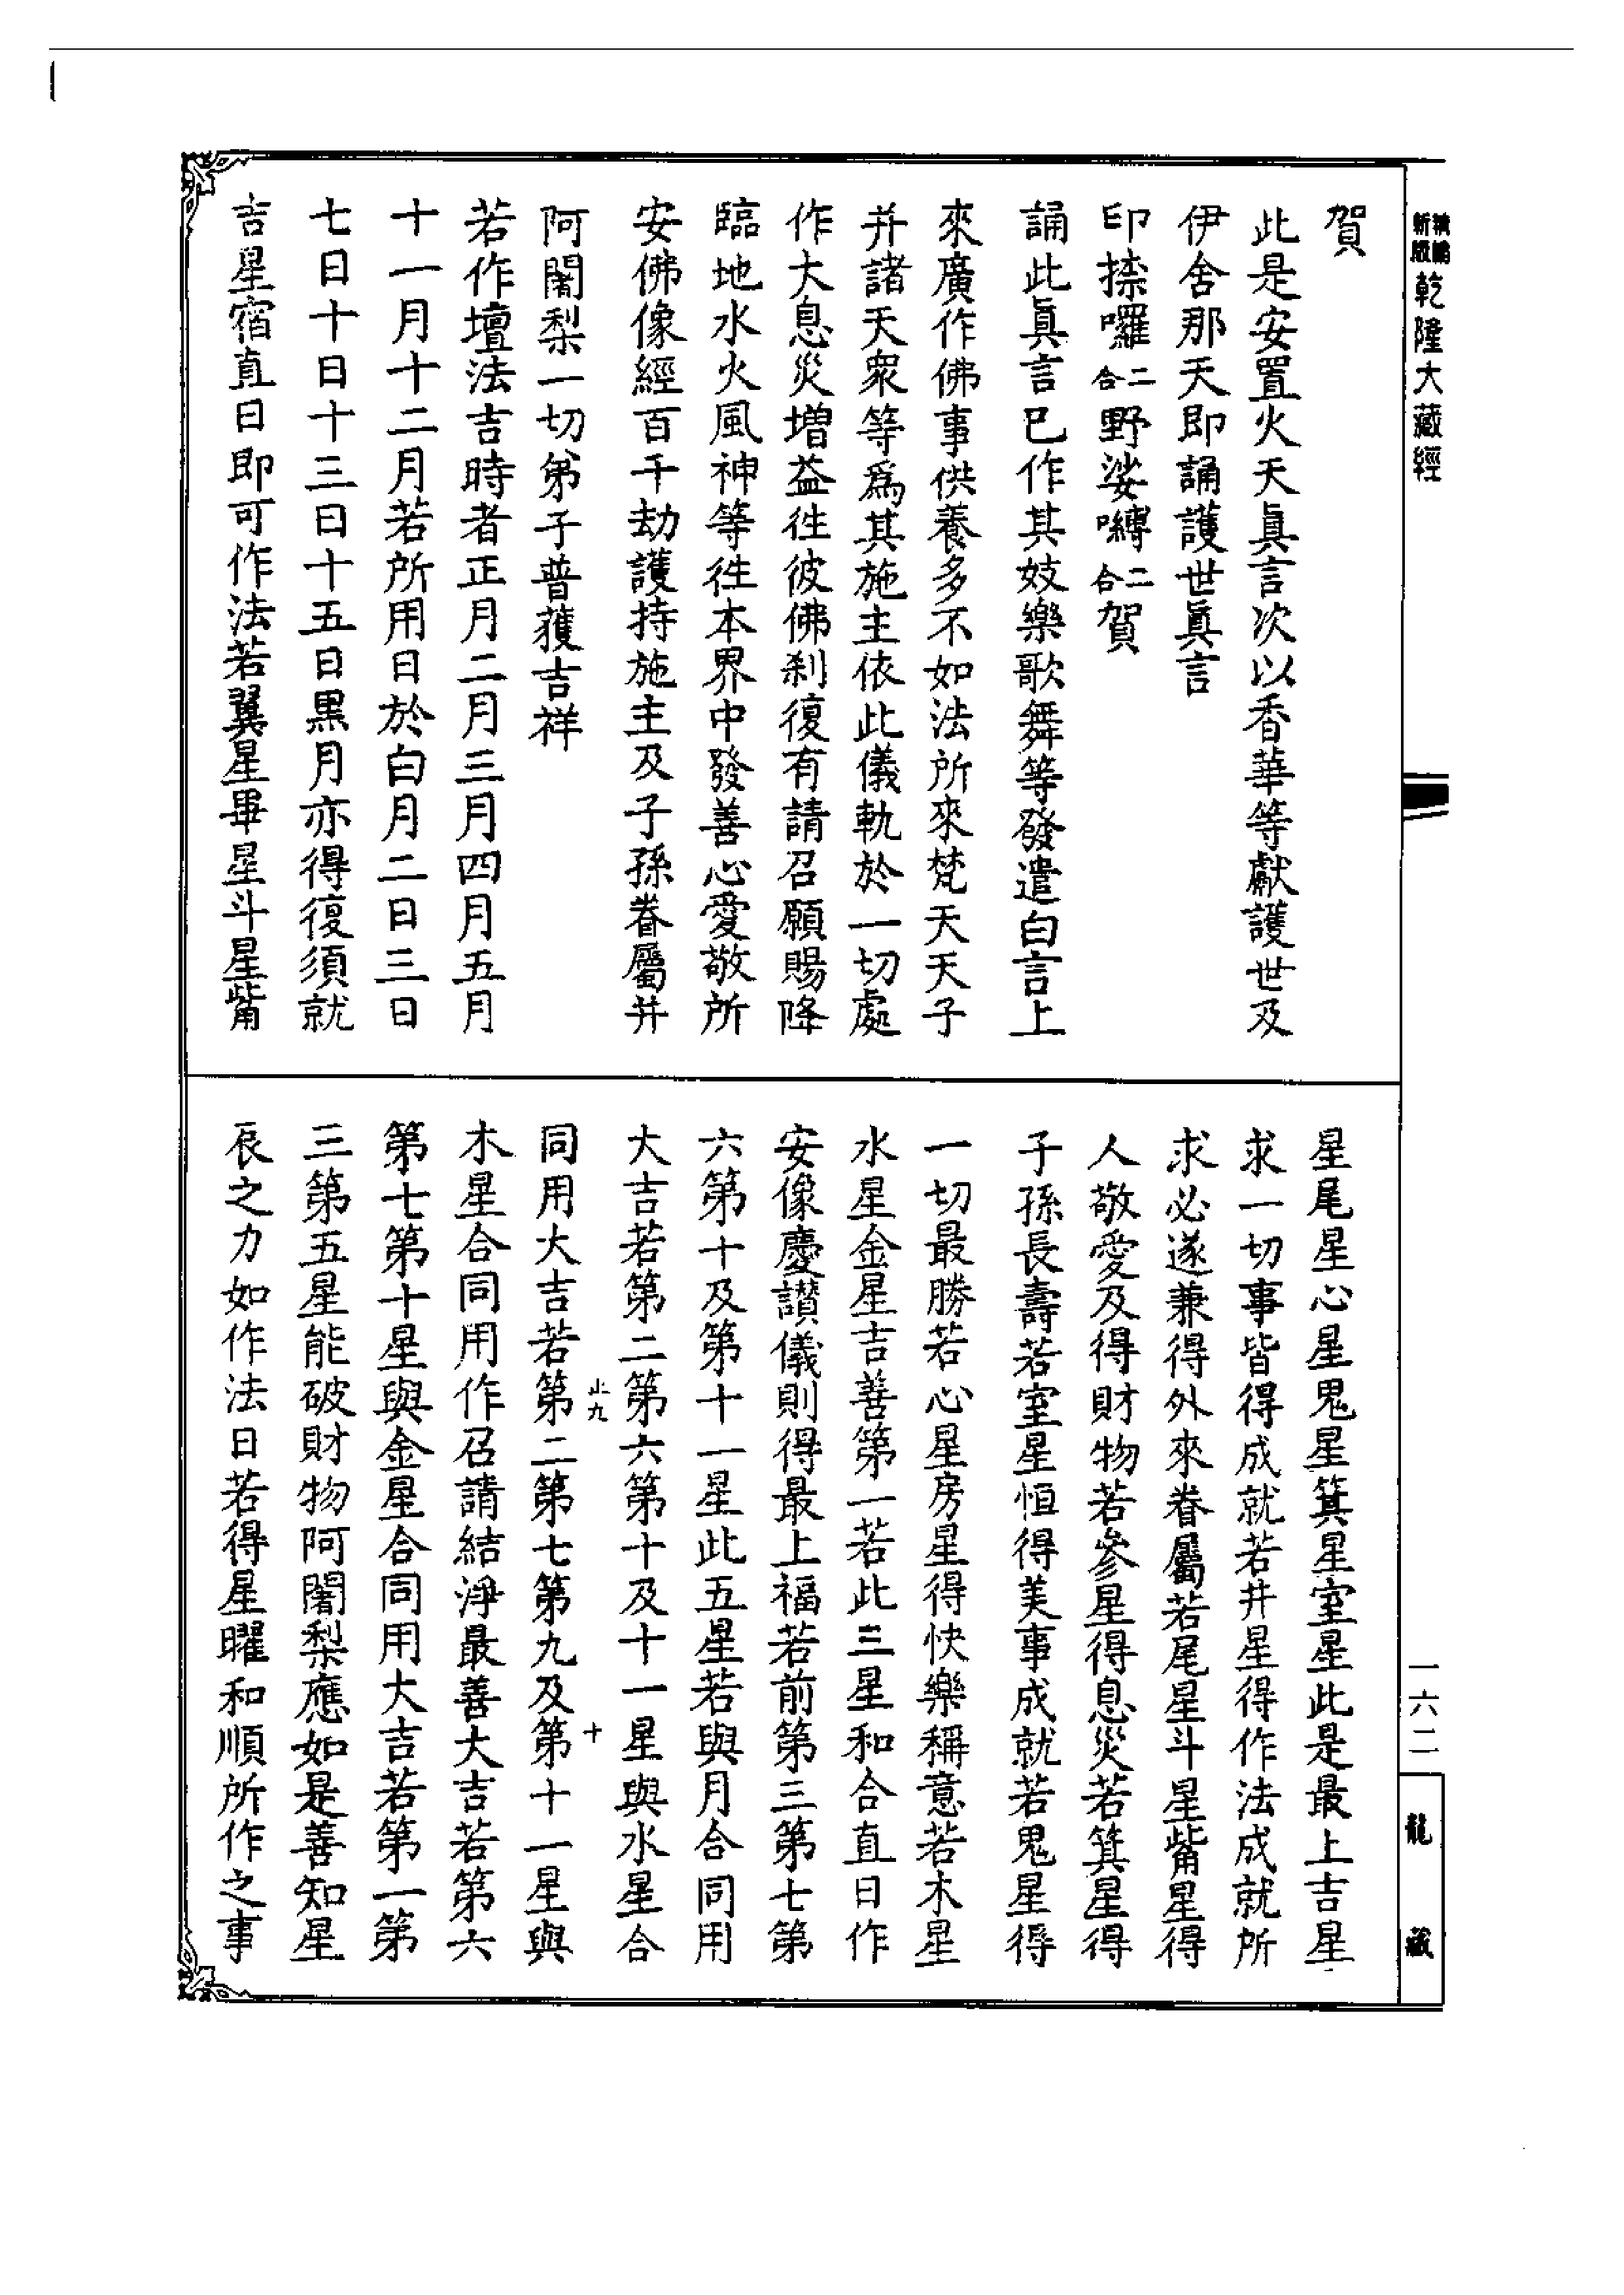 新版
乾隆大藏經
賀
此是安置火天眞言次以香華等獻護世及
伊舍那天即誦護世眞言
印捺囉二合野娑嚩二合賀
誦此眞言已作其妓樂歌舞等發遣白言上
來廣作佛事供養多不如法所來梵天天子
并諸天衆等爲其施主依此儀軌於一切處
作大息災增益徃彼佛刹復有請召願賜降
臨地水火風神等徃本界中發善心愛敬所
安佛像經百千劫護持施主及子孫眷屬并
阿闍梨一切弟子普獲吉祥
若作壇法吉時者正月二月三月四月五月
十一月十二月若所用日於白月二日三日
七日十日十三日十五日黑月亦得復須就
吉星宿直日即可作法若翼星畢星斗星觜
星尾星心星鬼星箕星室星此是最上吉星
求一切事皆得成就若井星得作法成就所
求必遂兼得外來眷屬若尾星斗星觜星得
人敬愛及得財物若參星得息災若箕星得
子孫長壽若室星恒得美事成就若鬼星得
一切最勝若心星房星得快樂稱意若木星
水星金星吉善第一若此三星和合直日作
安像慶讃儀則得最上福若前第三第七第
六第十及第十一星此五星若與月合同用
大吉若第二第六第十及十一星與水星合
止九
十
同用大吉若第二第七第九及第十一星與
木星合同用作召請結淨最善大吉若第六
第七第十星與金星合同用大吉若第一第
三第五星能破財物阿闍梨應如是善知星
辰之力如作法日若得星曜和順所作之事
一六二
龍藏